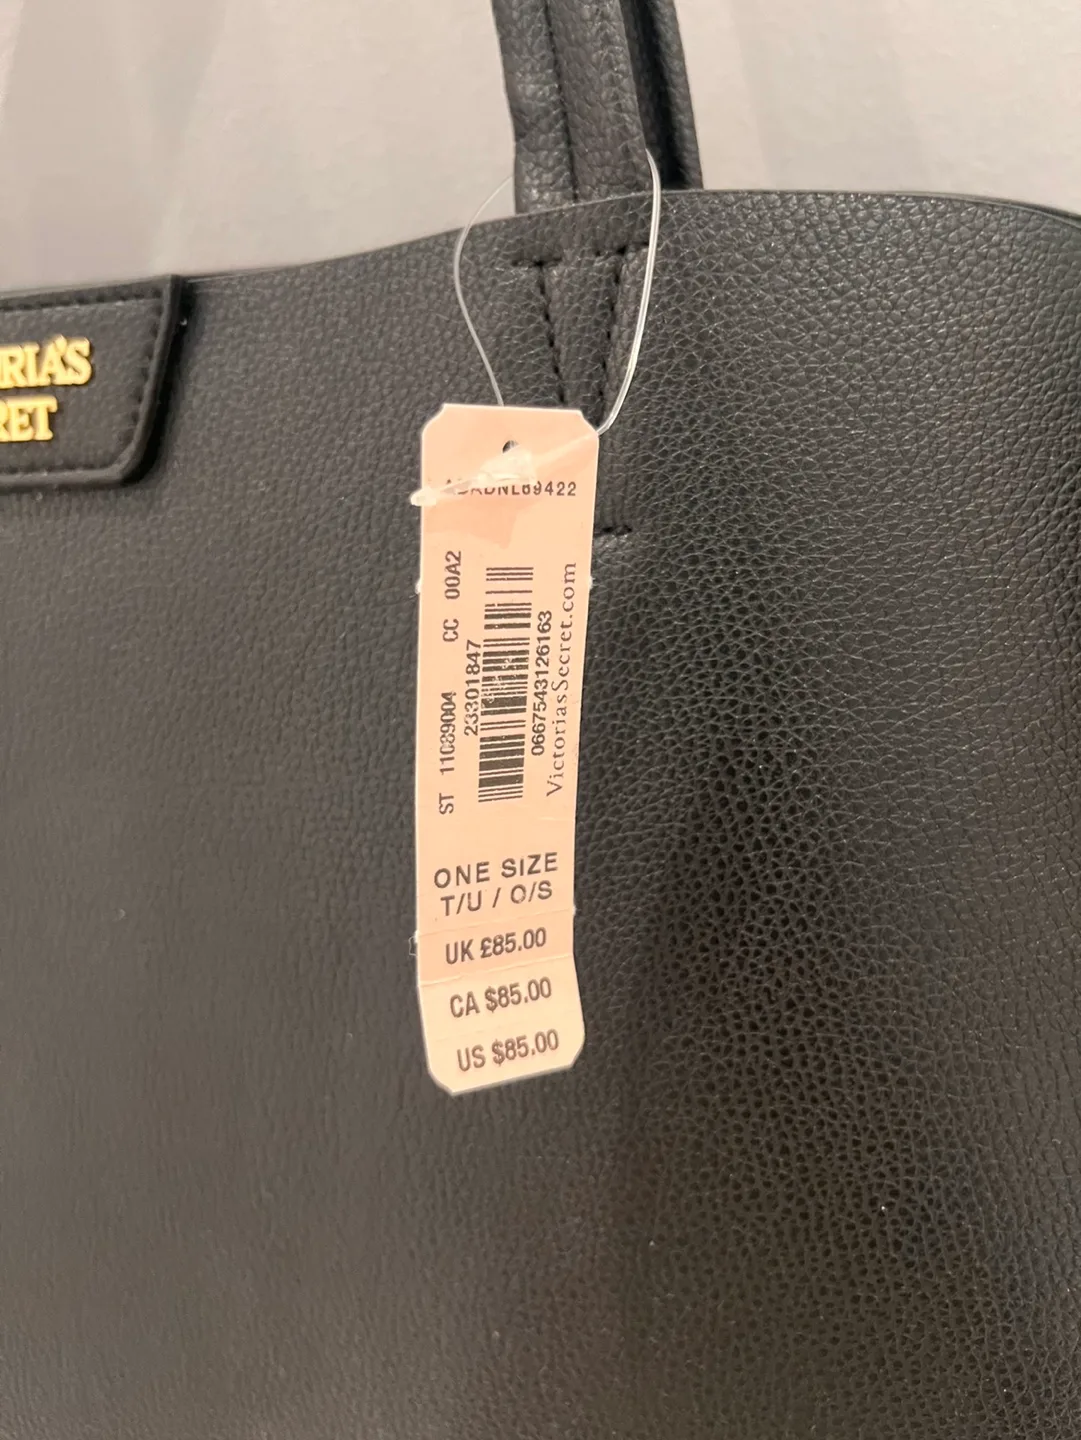 RIA'S
RET
ST 11089004 CC 00A2
23301847
0667543126163
VictoriasSecret.com
ONE SIZE
T/U / O/S
UK £85.00
CA $85.00
US $85.00